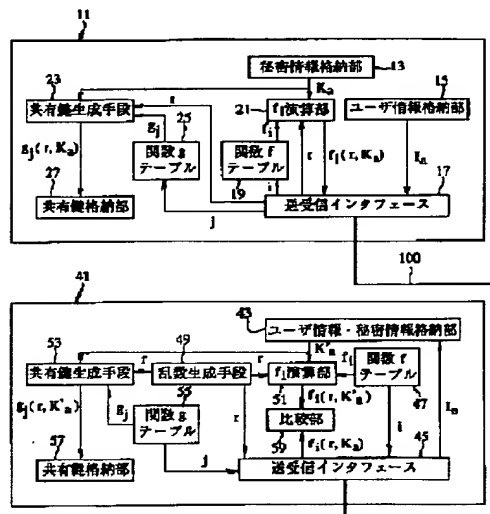 11
秘密情報格納部
13
23
Ka
15
共有鍵生成手段
r
21
fi演算部
ユーザ情報格納部
25
fi
gj
gj(r, Ka)
関数g
テーブル
関数f
テーブル
r
fi(r, Ka)
Ia
27
19
i
17
共有鍵格納部
送受信インタフェース
j
100
41
43
ユーザ情報・秘密情報格納部
53
49
K'a
共有鍵生成手段
r
乱数生成手段
r
fi演算部
fi
関数f
テーブル
55
51
fi(r, K'a)
47
gj(r, K'a)
gj
関数g
テーブル
r
比較部
Ia
59
fi(r, Ka)
i
45
57
j
共有鍵格納部
送受信インタフェース